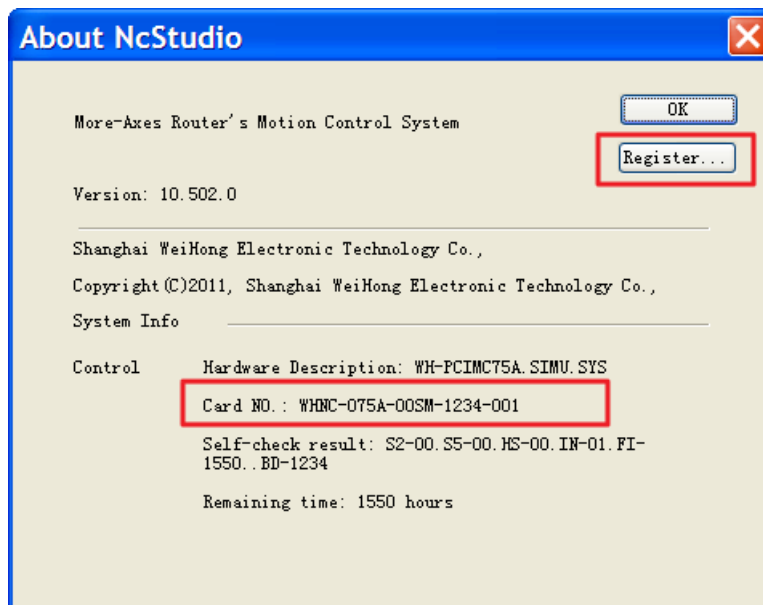 About NcStudio
OK
More-Axes Router's Motion Control System
Register...
Version: 10.502.0
Shanghai WeiHong Electronic Technology Co.,
Copyright(C)2011, Shanghai WeiHong Electronic Technology Co.,
System Info
Control
Hardware Description: WH-PCIMC75A.SIMU.SYS
Card NO.: WHNC-075A-00SM-1234-001
Self-check result: S2-00.S5-00.HS-00.IN-01.FI-
1550..BD-1234
Remaining time: 1550 hours